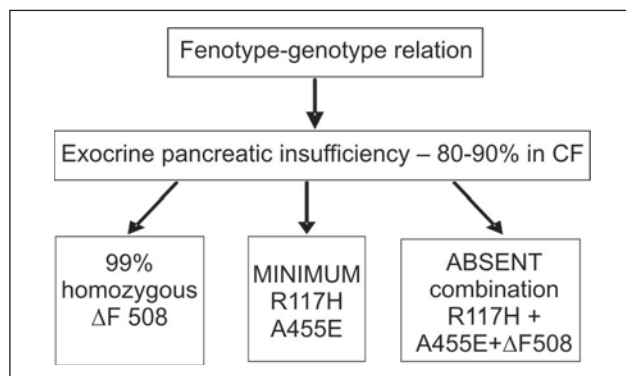 Fenotype-genotype relation
Exocrine pancreatic insufficiency – 80-90% in CF
99%
homozygous
ΔF 508
MINIMUM
R117H
A455E
ABSENT
combination
R117H +
A455E+ΔF508